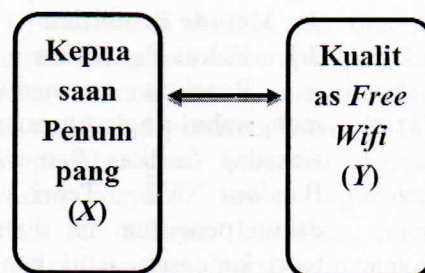 Kepua
saan
Penum
pang
(X)
Kualit
as Free
Wifi
(Y)